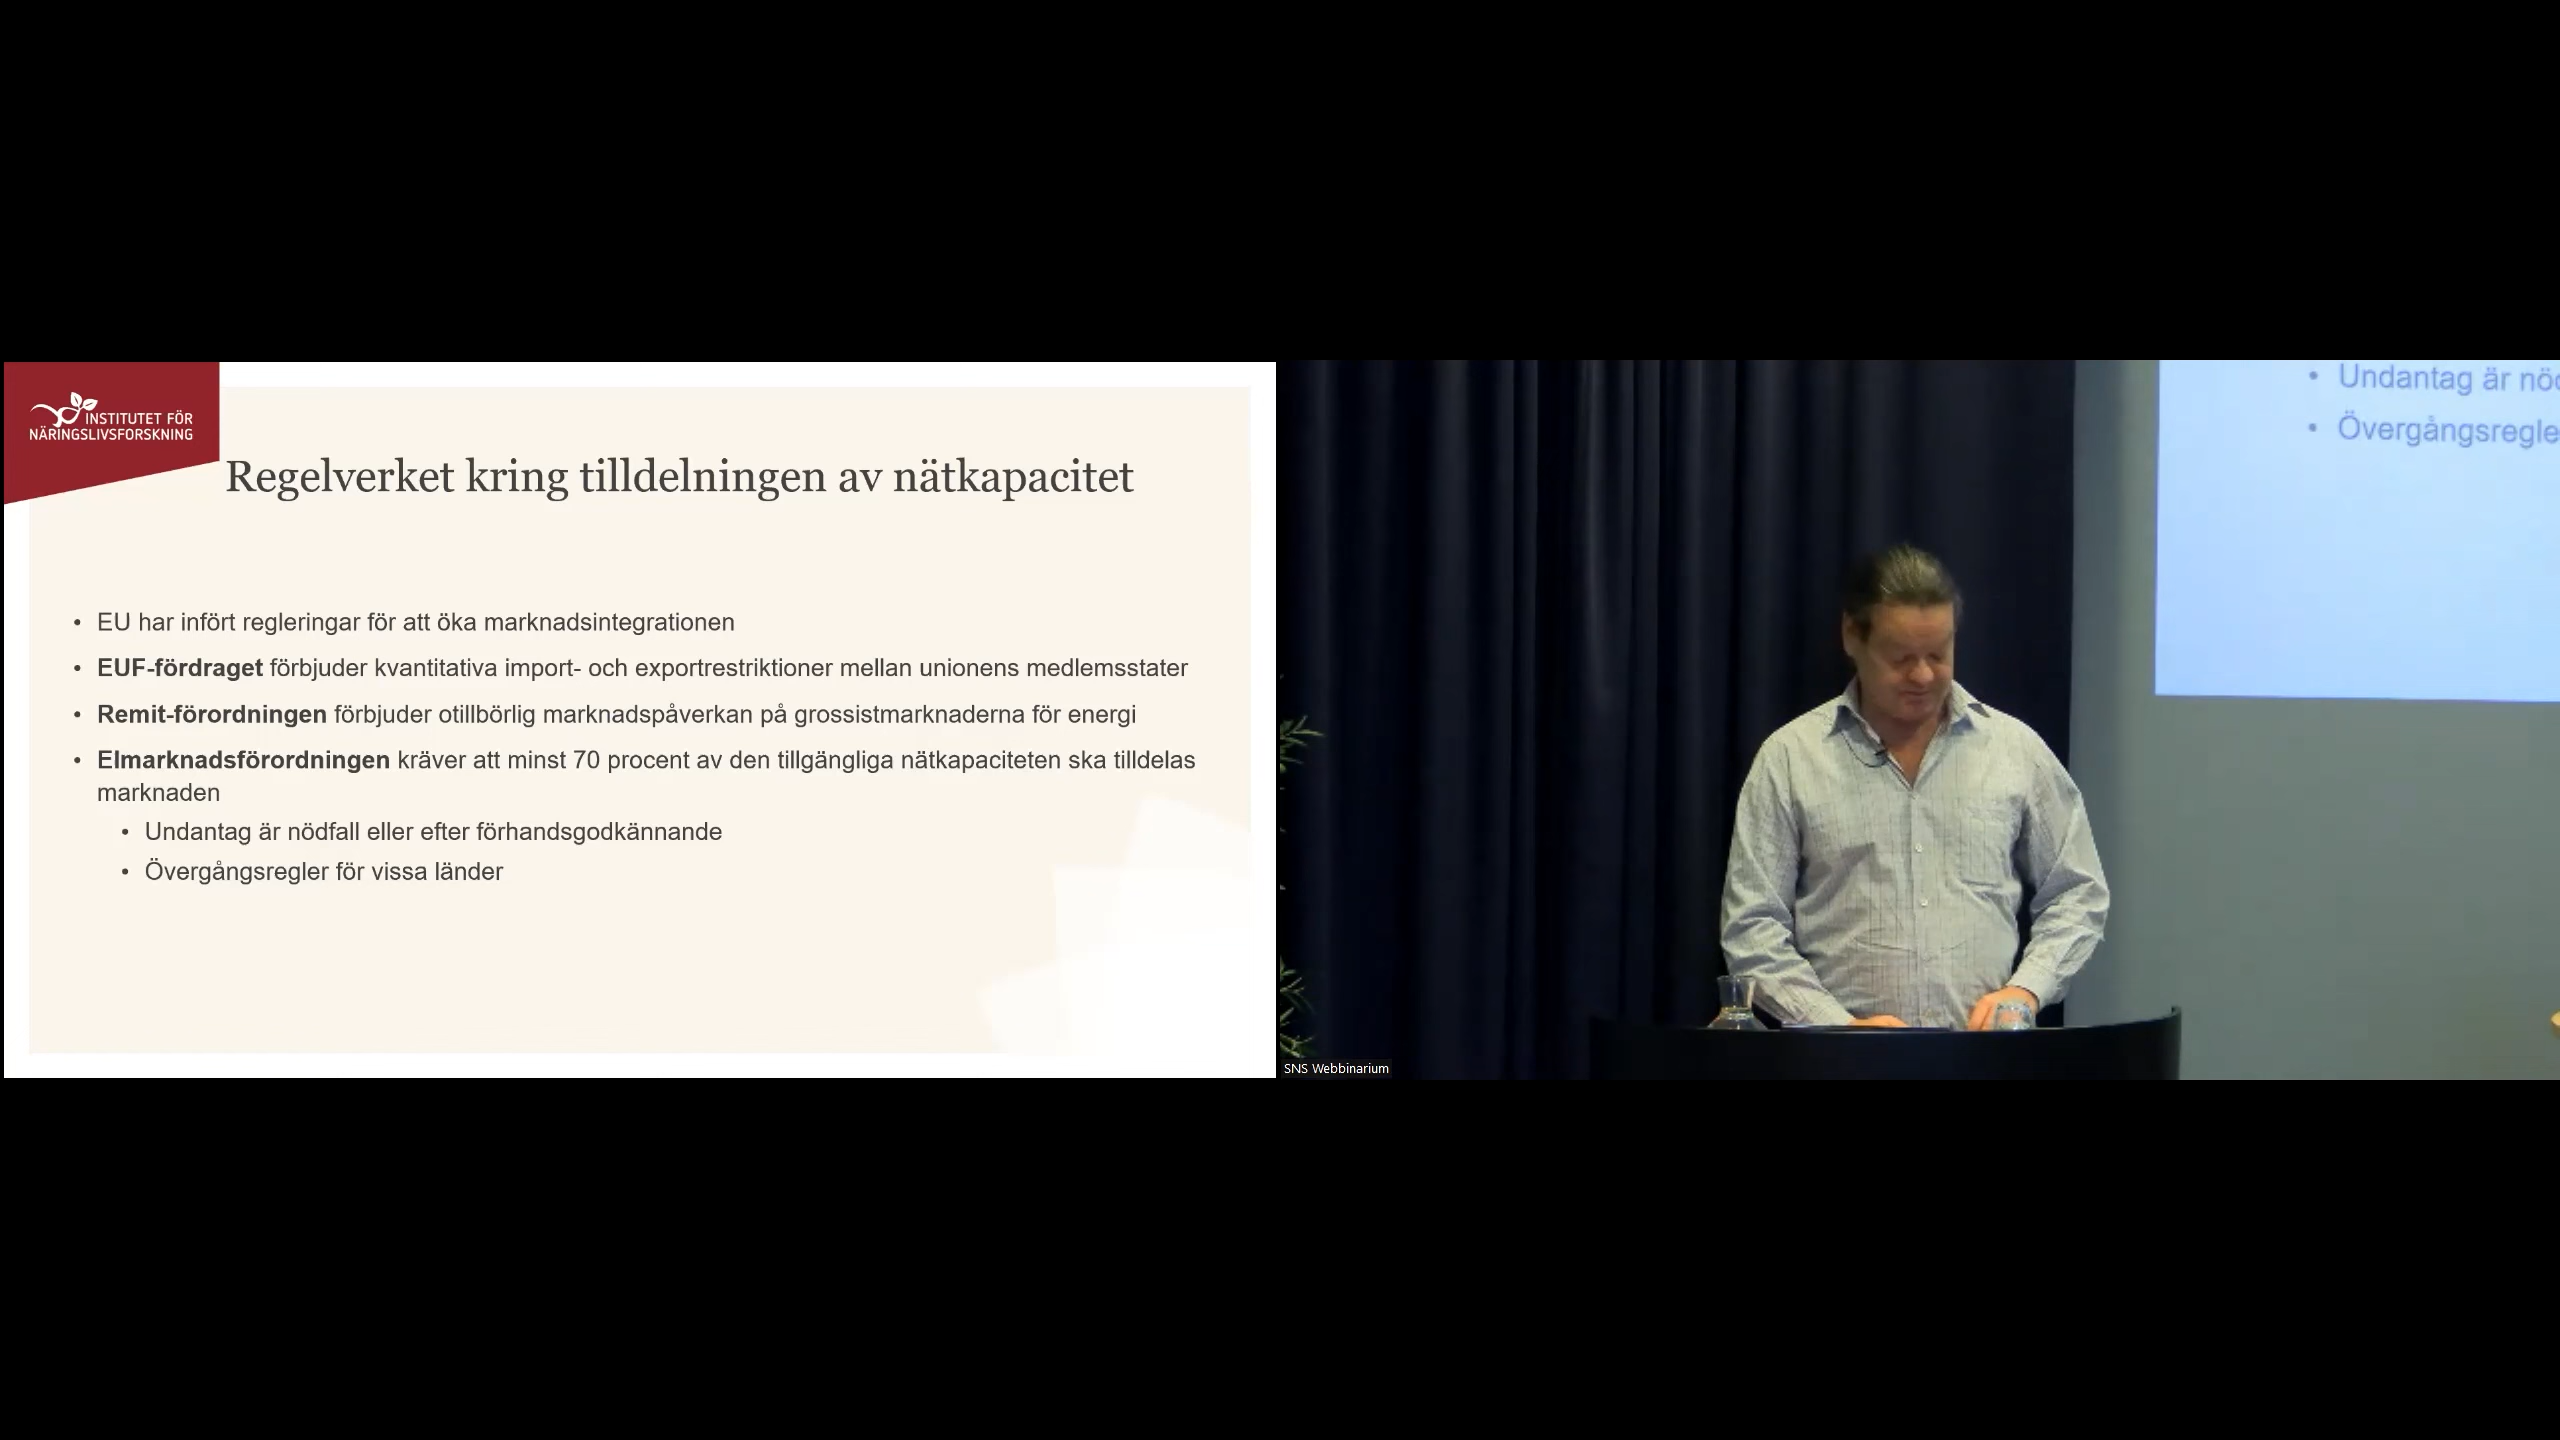 INSTITUTET FÖR
NÄRINGSLIVSFORSKNING
Regelverket kring tilldelningen av nätkapacitet
• EU har infört regleringar för att öka marknadsintegrationen
• EUF-fördraget förbjuder kvantitativa import- och exportrestriktioner mellan unionens medlemsstater
• Remit-förordningen förbjuder otillbörlig marknadspåverkan på grossistmarknaderna för energi
• Elmarknadsförordningen kräver att minst 70 procent av den tillgängliga nätkapaciteten ska tilldelas
marknaden
• Undantag är nödfall eller efter förhandsgodkännande
• Övergångsregler för vissa länder
• Undantag är nöd
• Övergångsregle
SNS Webbinarium